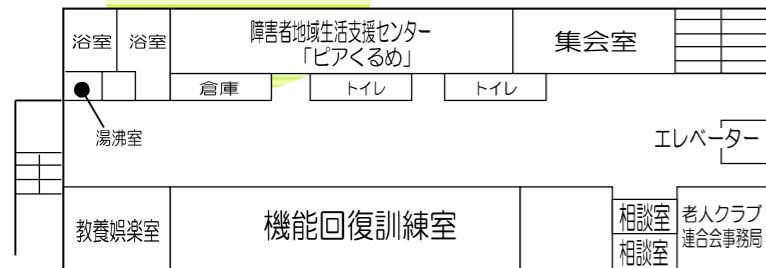 浴室
浴室
障害者地域生活支援センター
「ピアくるめ」
集会室
倉庫
トイレ
トイレ
湯沸室
エレベーター
教養娯楽室
機能回復訓練室
相談室
相談室
老人クラブ
連合会事務局